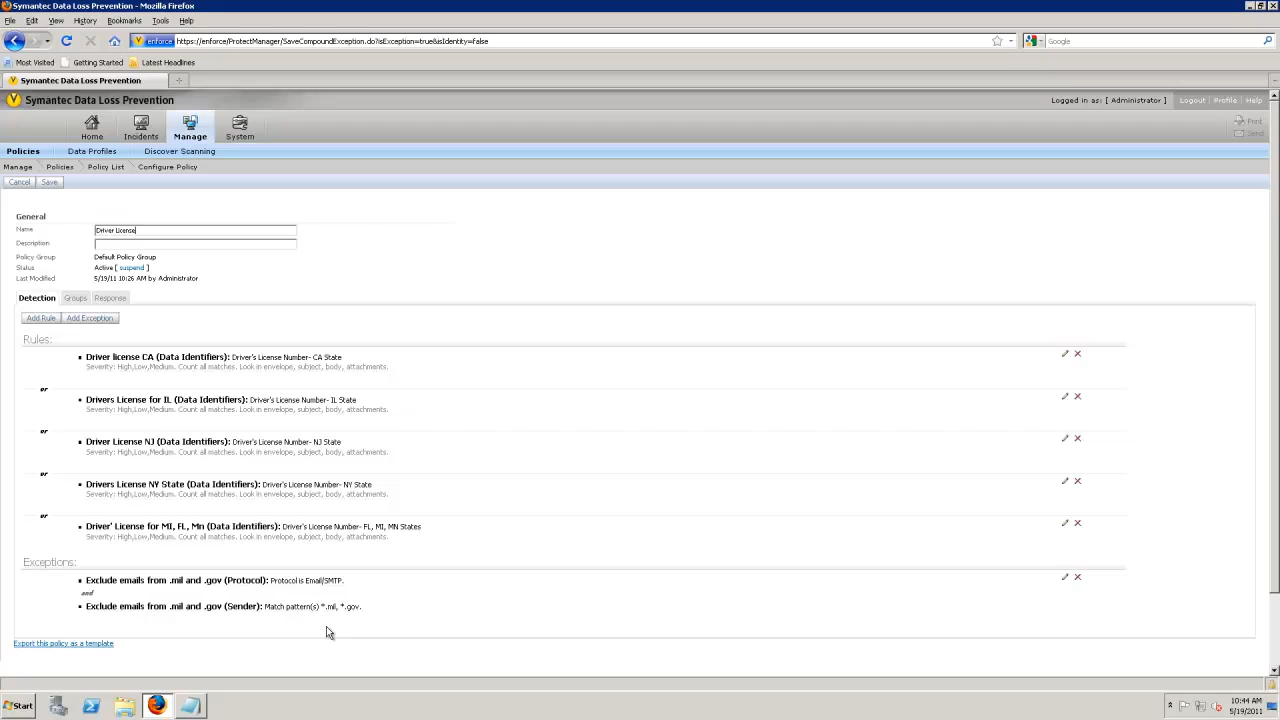 Symantec Data Loss Prevention - Mozilla Firefox
File Edit View History Bookmarks Tools Help
enforce https://enforce/ProtectManager/SaveCompoundException.do?isException=true&isIdentity=false Google
Most Visited Getting Started Latest Headlines
Symantec Data Loss Prevention
Symantec Data Loss Prevention Logged in as: [ Administrator ] Logout Profile Help
Print
Home Incidents Manage System Send
Policies Data Profiles Discover Scanning
Manage Policies Policy List Configure Policy
Cancel Save
General
Name Driver License
Description
Policy Group Default Policy Group
Status Active [ suspend ]
Last Modified 5/19/11 10:26 AM by Administrator
Detection Groups Response
Add Rule Add Exception
Rules:
Driver license CA (Data Identifiers): Driver's License Number- CA State
Severity: High,Low,Medium. Count all matches. Look in envelope, subject, body, attachments.
or
Drivers License for IL (Data Identifiers): Driver's License Number- IL State
Severity: High,Low,Medium. Count all matches. Look in envelope, subject, body, attachments.
or
Driver License NJ (Data Identifiers): Driver's License Number- NJ State
Severity: High,Low,Medium. Count all matches. Look in envelope, subject, body, attachments.
or
Drivers License NY State (Data Identifiers): Driver's License Number- NY State
Severity: High,Low,Medium. Count all matches. Look in envelope, subject, body, attachments.
or
Driver' License for MI, FL, Mn (Data Identifiers): Driver's License Number- FL, MI, MN States
Severity: High,Low,Medium. Count all matches. Look in envelope, subject, body, attachments.
Exceptions:
Exclude emails from .mil and .gov (Protocol): Protocol is Email/SMTP.
and
Exclude emails from .mil and .gov (Sender): Match pattern(s) *.mil, *.gov.
Export this policy as a template
Start 10:44 AM
5/19/2011